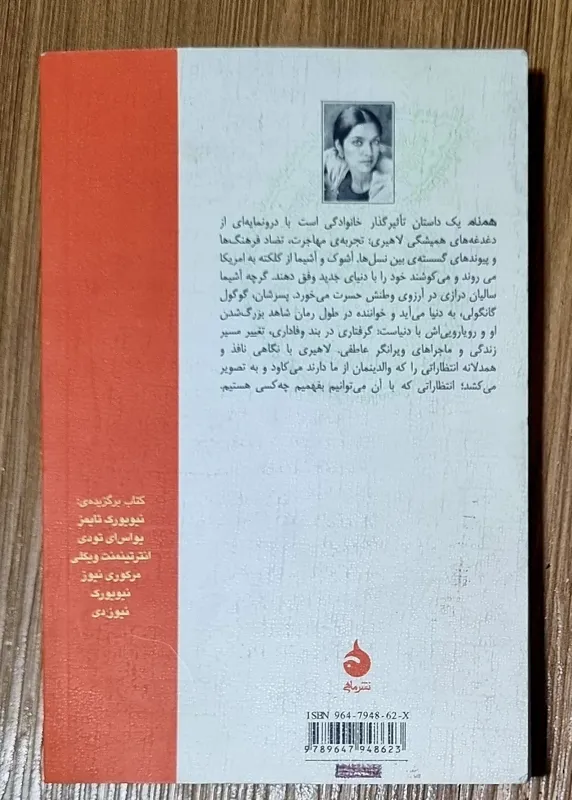 همنام یک داستان تأثیرگذار خانوادگی است با درونمایه‌ای از
دغدغه‌های همیشگی لاهیری: تجربه‌ی مهاجرت، تضاد فرهنگ‌ها
و پیوندهای گسسته‌ی بین نسل‌ها. آشوک و آشیما از کلکته به امریکا
می روند و می‌کوشند خود را با دنیای جدید وفق دهند. گرچه آشیما
سالیان درازی در آرزوی وطنش حسرت می‌خورد، پسرشان، گوگول
گانگولی، به دنیا می‌آید و خواننده در طول رمان شاهد بزرگ‌شدن
او و رویارویی‌اش با دنیاست: گرفتاری در بند وفاداری، تغییر مسیر
زندگی و ماجراهای ویرانگر عاطفی. لاهیری با نگاهی نافذ و
همدلانه انتظاراتی را که والدینمان از ما دارند می‌کاود و به تصویر
می‌کشد؛ انتظاراتی که با آن می‌توانیم بفهمیم چه‌کسی هستیم.
کتاب برگزیده‌ی:
نیویورک تایمز
یواس‌ای تودی
انترتینمنت ویکلی
مرکوری نیوز
نیویورک
نیوزدی
نشر ماهی
ISBN 964-7948-62-X
9789647948623